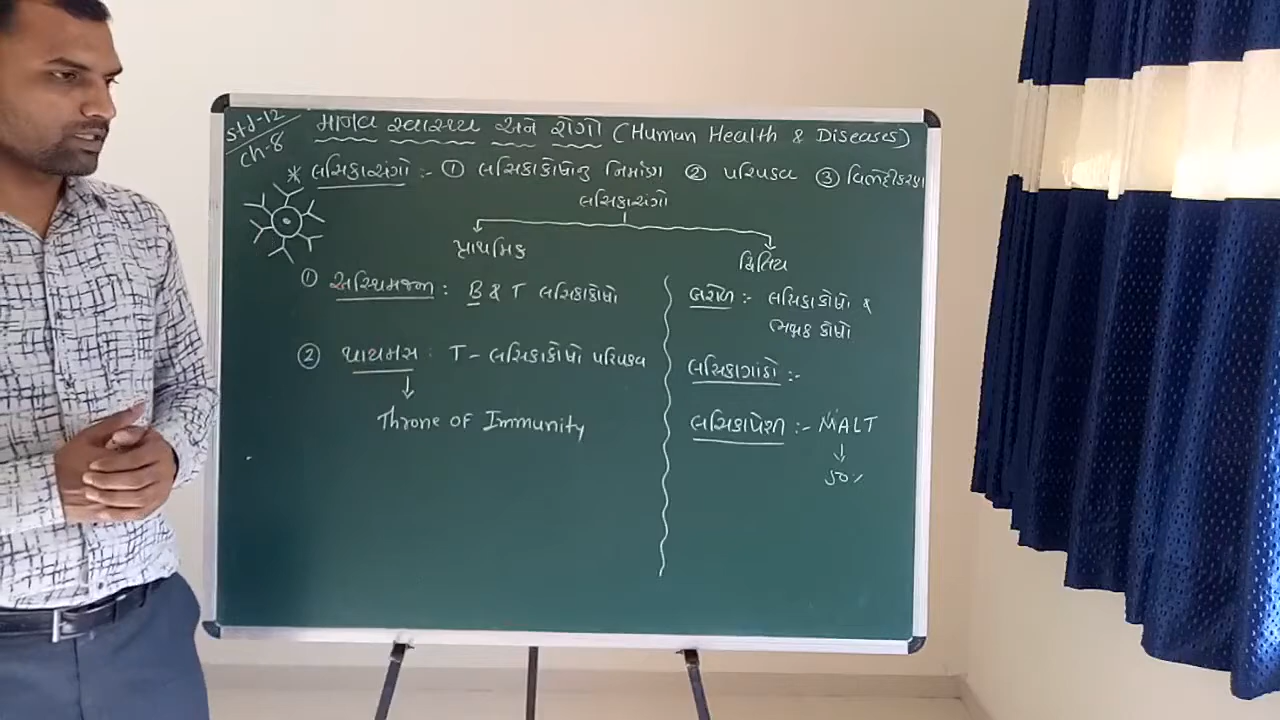 Std-12
Ch-8
માનવ સ્વાસ્થ્ય અને રોગો (Human Health & Diseases)
* લસિકાઅંગો :- ① લસિકાકોષોનું નિર્માણ ② પરિપક્વ ③ વિભેદીકરણ
લસિકાઅંગો
પ્રાથમિક
દ્વિતિય
① અસ્થિમજ્જા : B & T લસિકાકોષો
② થાયમસ : T - લસિકાકોષો પરિપક્વ
↓
Throne of Immunity
બરોળ :- લસિકાકોષો &
ભક્ષક કોષો
લસિકાગાંઠો :-
લસિકાપેશી :- MALT
↓
૫૦%